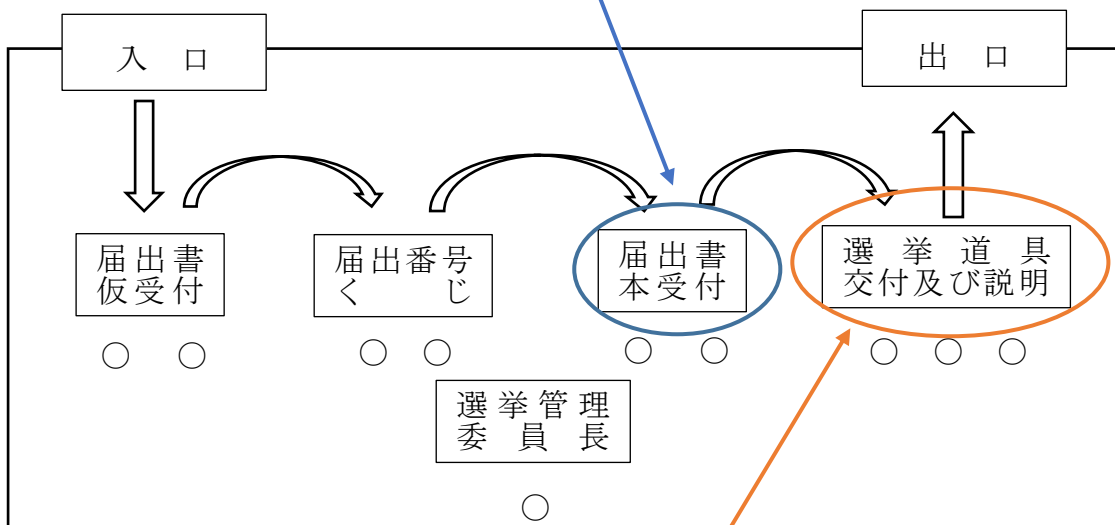 入口
出口
届出書
仮受付
届出番号
くじ
届出書
本受付
選挙道具
交付及び説明
選挙管理
委員長